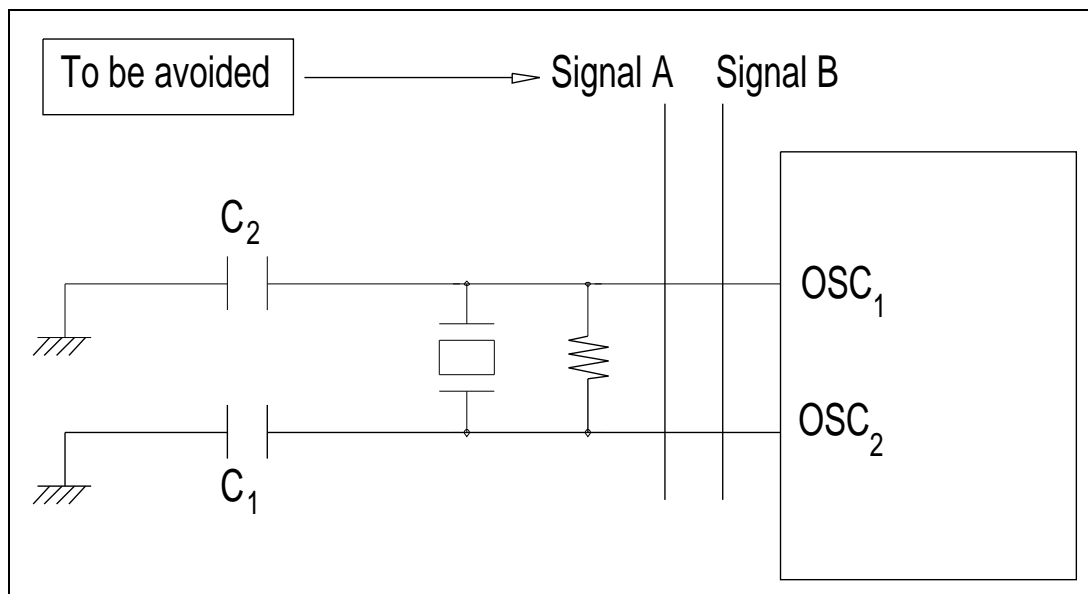 To be avoided
Signal A
Signal B
C2
OSC1
OSC2
C1